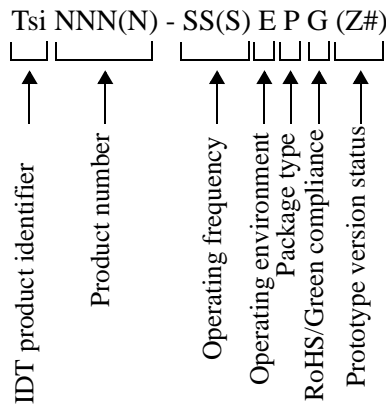 Tsi NNN(N) - SS(S) E P G (Z#)
IDT product identifier
Product number
Operating frequency
Operating environment
Package type
RoHS/Green compliance
Prototype version status